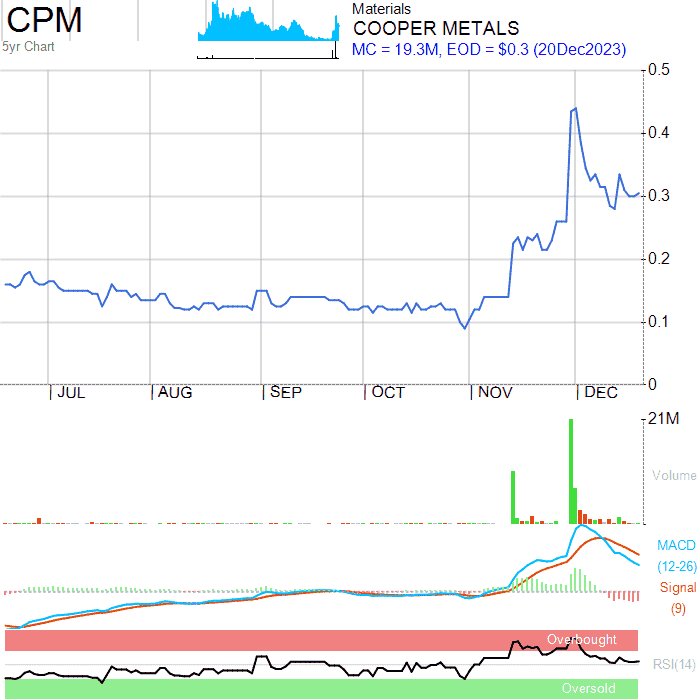 CPM
5yr Chart
Materials
COOPER METALS
MC = 19.3M, EOD = $0.3 (20Dec2023)
0.5
0.4
0.3
0.2
0.1
0
JUL AUG SEP OCT NOV DEC
21M
Volume
MACD
(12-26)
Signal
(9)
Overbought
RSI(14)
Oversold